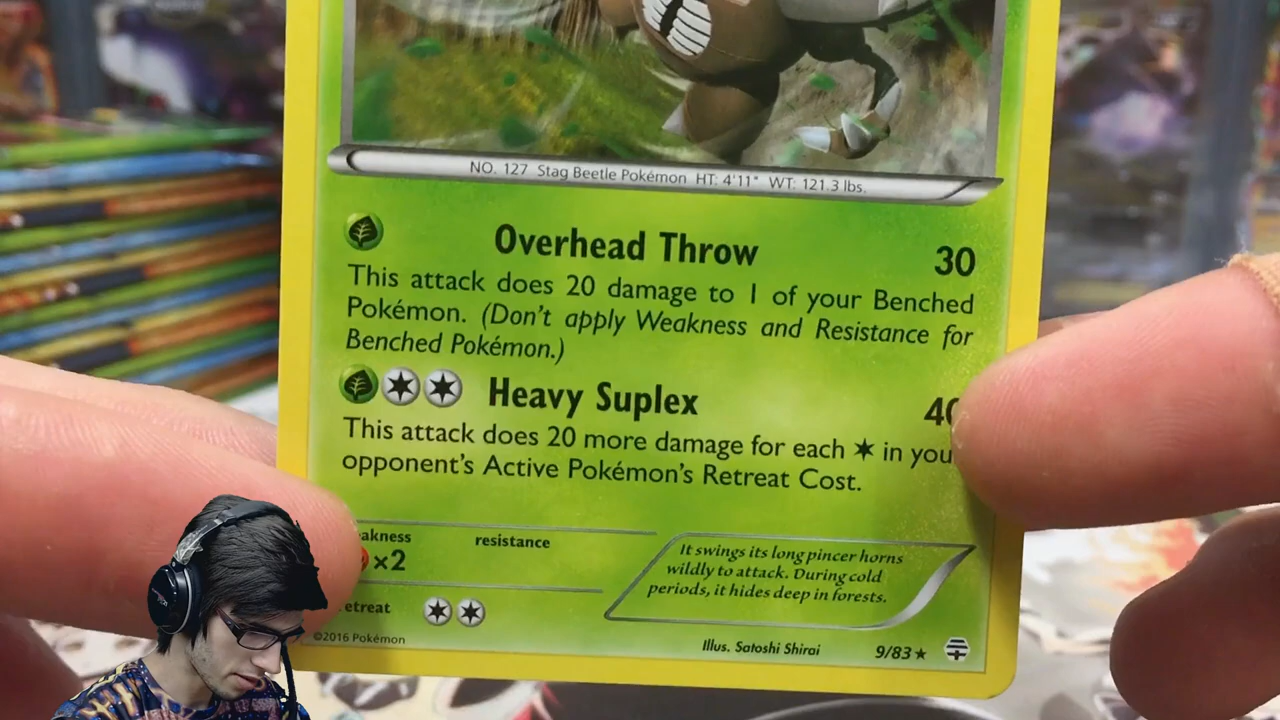 NO. 127 Stag Beetle Pokémon HT: 4'11" WT: 121.3 lbs.
Overhead Throw 30
This attack does 20 damage to 1 of your Benched
Pokémon. (Don't apply Weakness and Resistance for
Benched Pokémon.)
Heavy Suplex 40
This attack does 20 more damage for each ✶ in you
opponent's Active Pokémon's Retreat Cost.
akness resistance
×2
etreat
It swings its long pincer horns
wildly to attack. During cold
periods, it hides deep in forests.
©2016 Pokémon
Illus. Satoshi Shirai 9/83★